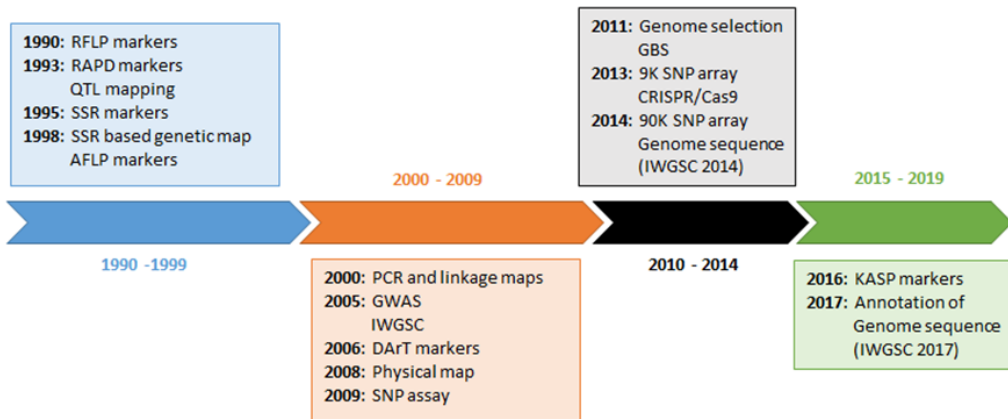 1990: RFLP markers
1993: RAPD markers
QTL mapping
1995: SSR markers
1998: SSR based genetic map
AFLP markers
1990 -1999
2000 - 2009
2000: PCR and linkage maps
2005: GWAS
IWGSC
2006: DArT markers
2008: Physical map
2009: SNP assay
2011: Genome selection
GBS
2013: 9K SNP array
CRISPR/Cas9
2014: 90K SNP array
Genome sequence
(IWGSC 2014)
2010 - 2014
2015 - 2019
2016: KASP markers
2017: Annotation of
Genome sequence
(IWGSC 2017)